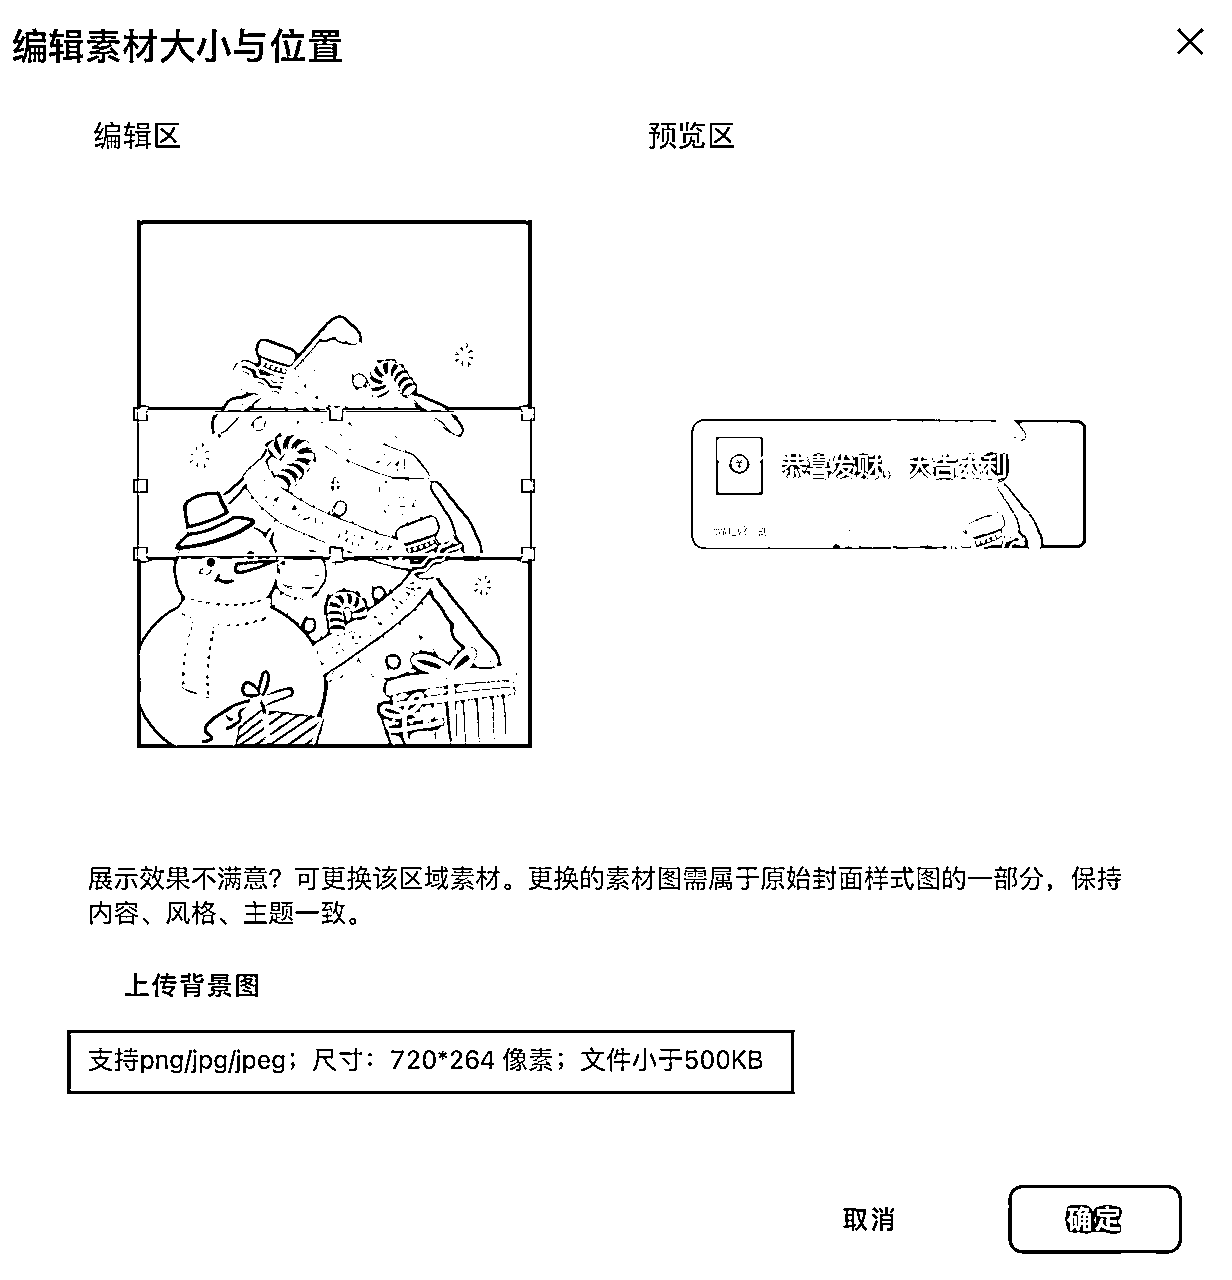 编辑素材大小与位置
编辑区
预览区
恭喜发财，大吉大利
展示效果不满意？可更换该区域素材。更换的素材图需属于原始封面样式图的一部分，保持
内容、风格、主题一致。
上传背景图
支持png/jpg/jpeg；尺寸：720*264 像素；文件小于500KB
取消
确定